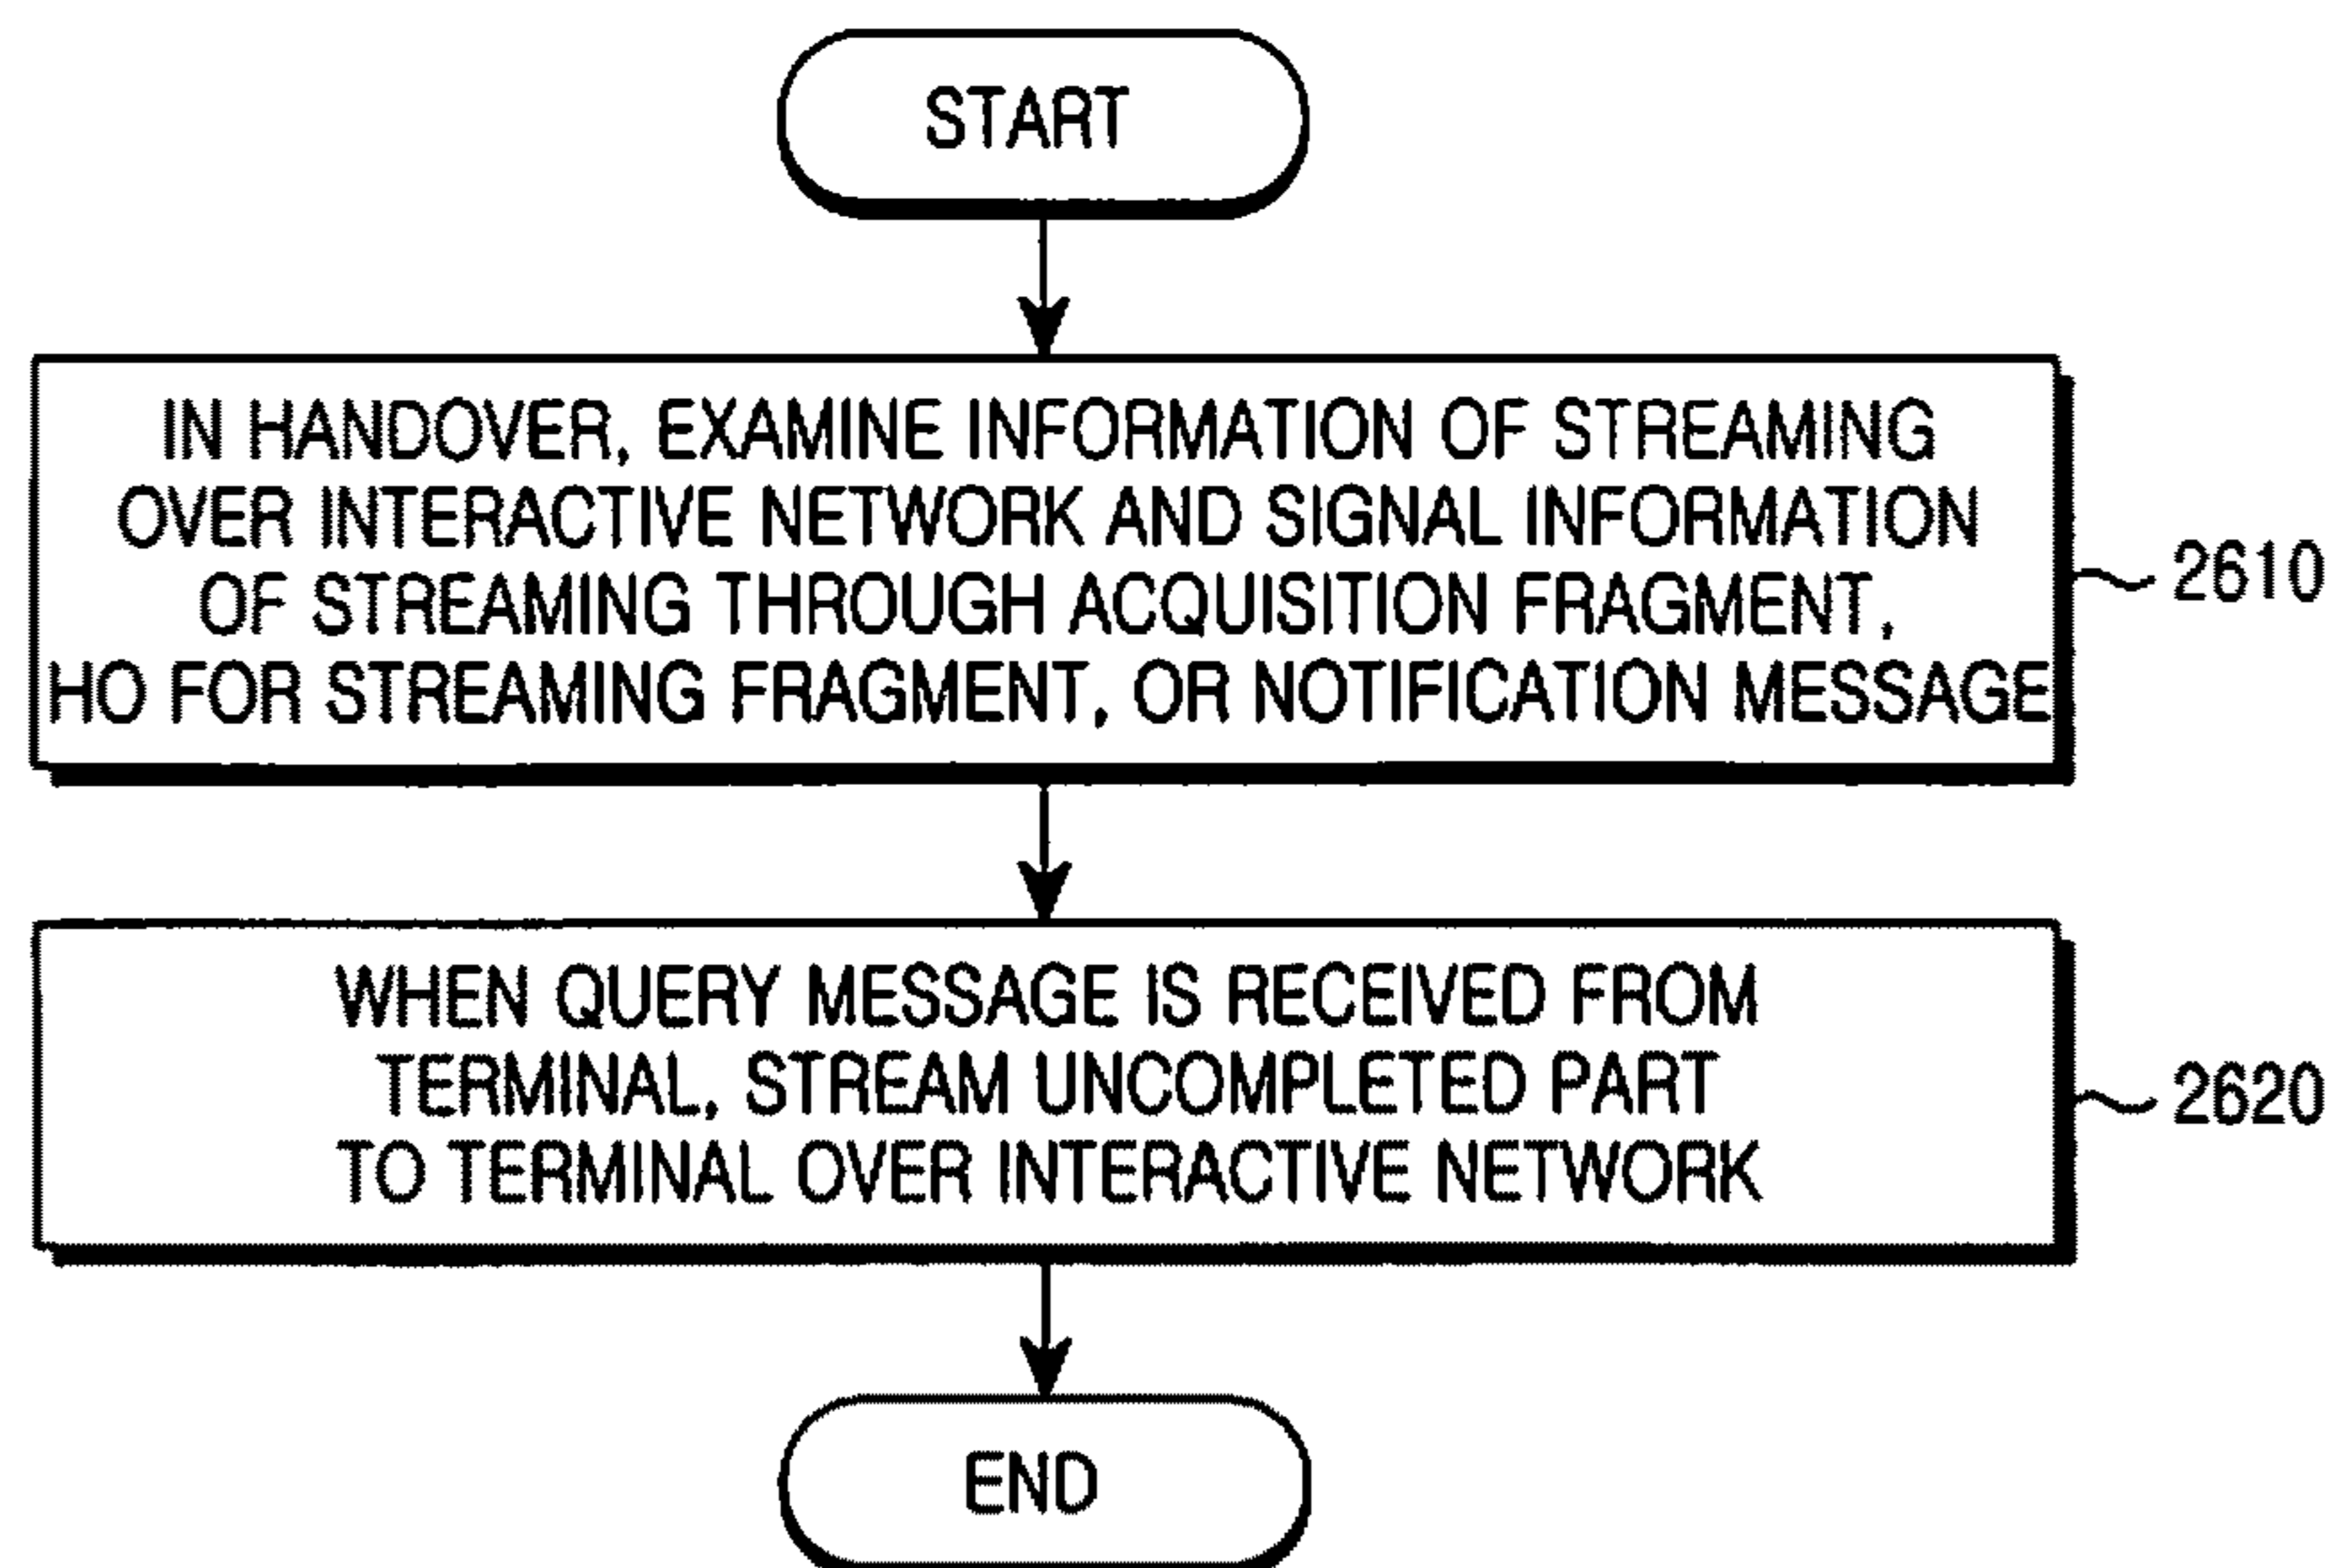 START
IN HANDOVER, EXAMINE INFORMATION OF STREAMING
OVER INTERACTIVE NETWORK AND SIGNAL INFORMATION
OF STREAMING THROUGH ACQUISITION FRAGMENT,
HO FOR STREAMING FRAGMENT, OR NOTIFICATION MESSAGE
2610
WHEN QUERY MESSAGE IS RECEIVED FROM
TERMINAL, STREAM UNCOMPLETED PART
TO TERMINAL OVER INTERACTIVE NETWORK
2620
END